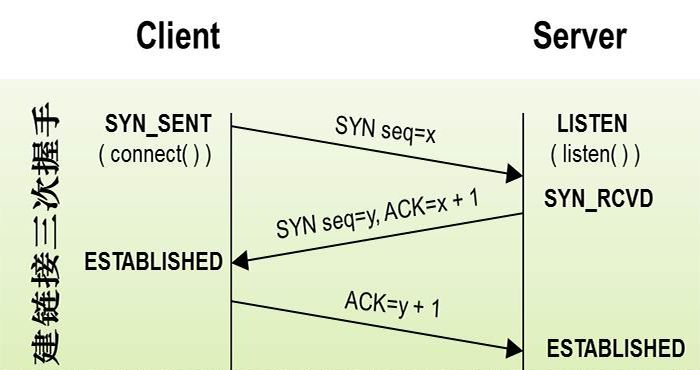 Client
Server
建链接三次握手
SYN_SENT
( connect( ) )
SYN seq=x
LISTEN
( listen( ) )
SYN_RCVD
SYN seq=y, ACK=x + 1
ESTABLISHED
ACK=y + 1
ESTABLISHED